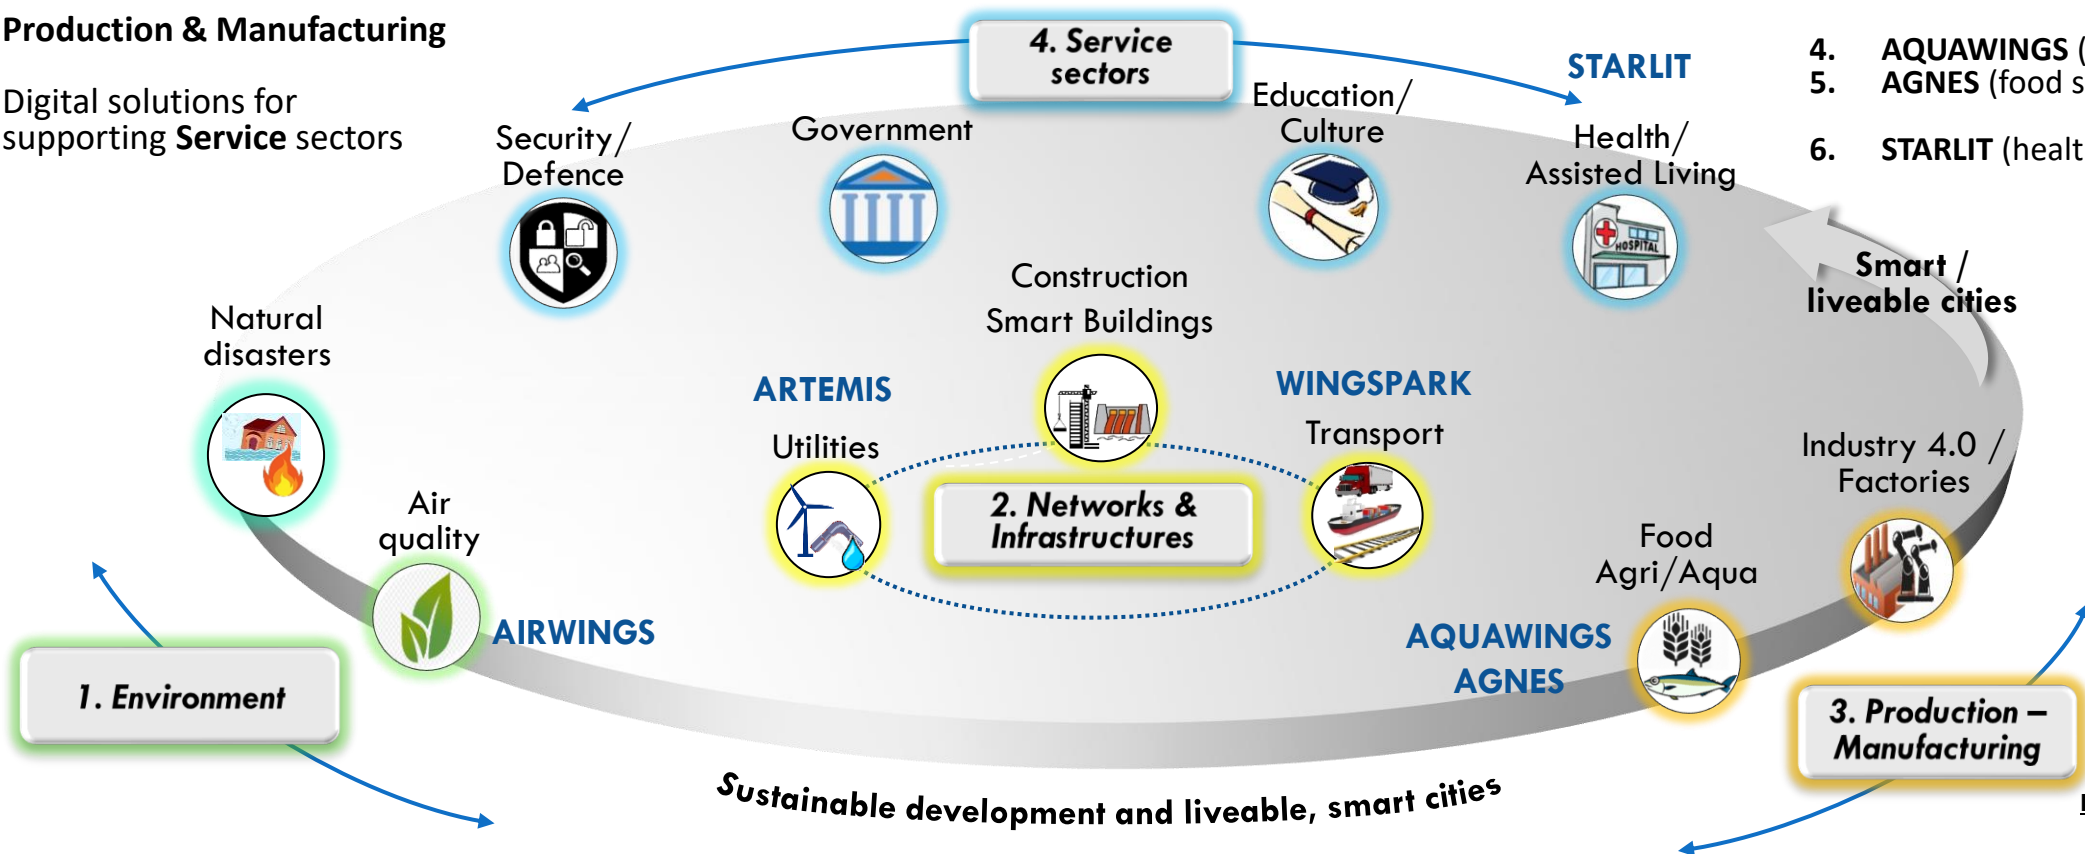 Production & Manufacturing
Digital solutions for
supporting Service sectors
4. Service
sectors
STARLIT
4. AQUAWINGS (
5. AGNES (food s
6. STARLIT (healt
Security/
Defence
Government
Education/
Culture
Health/
Assisted Living
HOSPITAL
Smart /
liveable cities
Natural
disasters
Construction
Smart Buildings
ARTEMIS
Utilities
WINGSPARK
Transport
2. Networks &
Infrastructures
Industry 4.0 /
Factories
Air
quality
AIRWINGS
Food
Agri/Aqua
AQUAWINGS
AGNES
1. Environment
3. Production –
Manufacturing
Sustainable development and liveable, smart cities